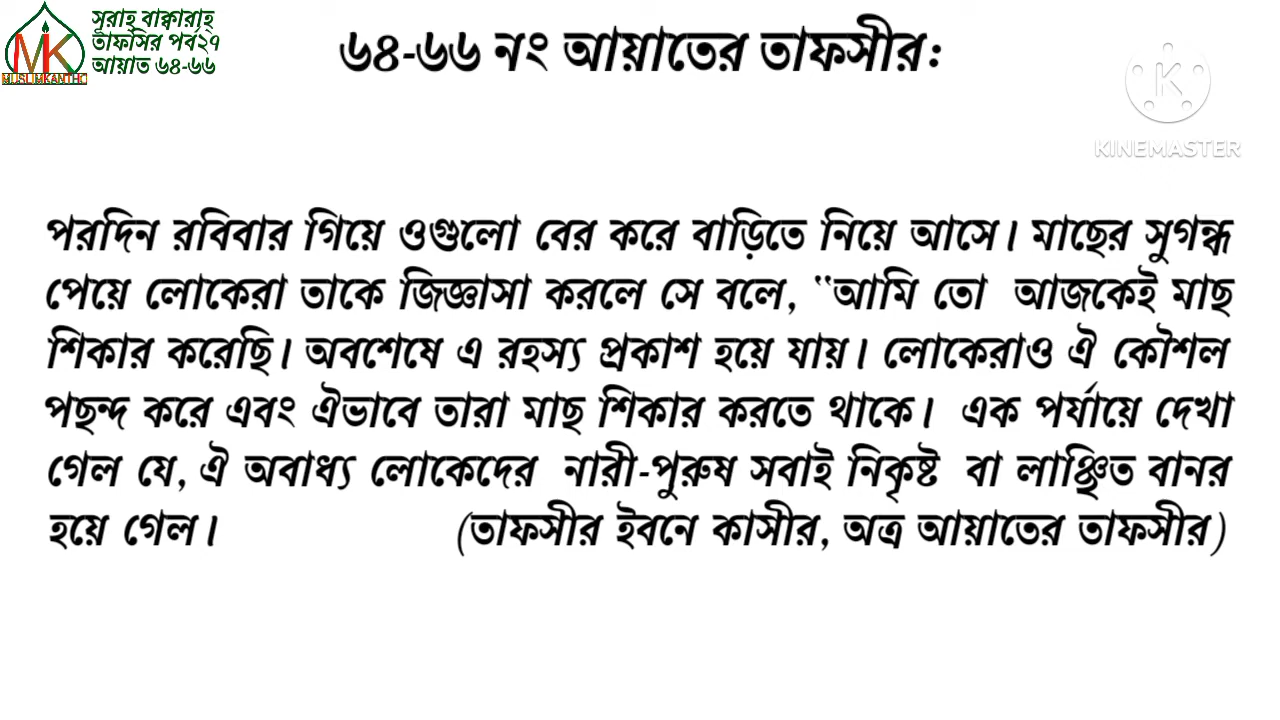 সূরাহ্ বাক্বারাহ্
তাফসির পর্ব২৭
আয়াত ৬৪-৬৬
MK
MUSLIMKANTHO
৬৪-৬৬ নং আয়াতের তাফসীর:
K
KINEMASTER
পরদিন রবিবার গিয়ে ওগুলো বের করে বাড়িতে নিয়ে আসে। মাছের সুগন্ধ
পেয়ে লোকেরা তাকে জিজ্ঞাসা করলে সে বলে, “আমি তো আজকেই মাছ
শিকার করেছি। অবশেষে এ রহস্য প্রকাশ হয়ে যায়। লোকেরাও ঐ কৌশল
পছন্দ করে এবং ঐভাবে তারা মাছ শিকার করতে থাকে। এক পর্যায়ে দেখা
গেল যে, ঐ অবাধ্য লোকেদের নারী-পুরুষ সবাই নিকৃষ্ট বা লাঞ্ছিত বানর
হয়ে গেল। (তাফসীর ইবনে কাসীর, অত্র আয়াতের তাফসীর)